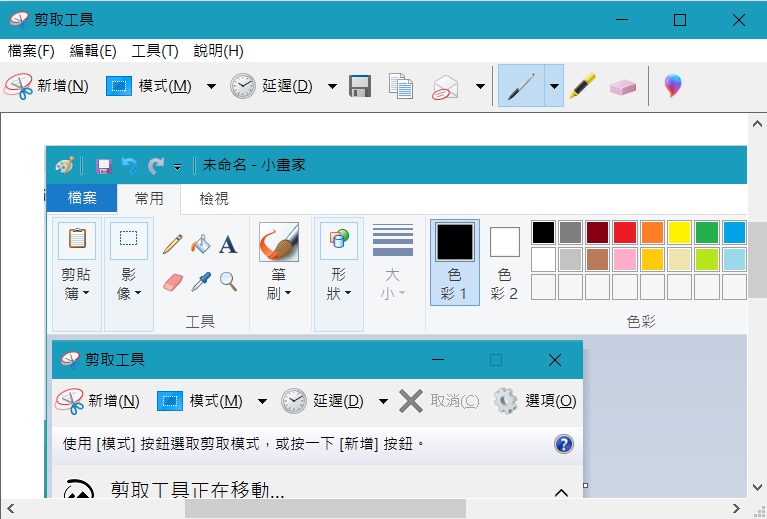 剪取工具
檔案(F) 編輯(E) 工具(T) 說明(H)
新增(N) 模式(M) 延遲(D)
未命名 - 小畫家
檔案 常用 檢視
剪貼簿 影像 A 筆刷 形狀 大小 色彩 1 色彩 2
工具 色彩
剪取工具
新增(N) 模式(M) 延遲(D) 取消(C) 選項(O)
使用 [模式] 按鈕選取剪取模式，或按一下 [新增] 按鈕。 ?
剪取工具正在移動...